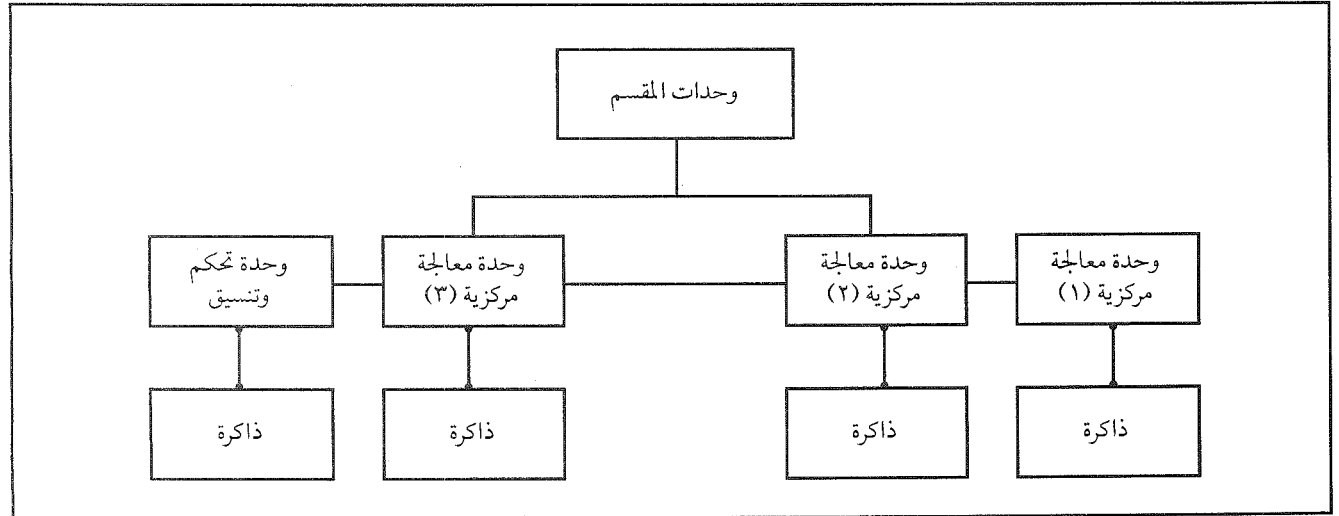 وحدات المقسم
وحدة معالجة
مركزية (١)
وحدة معالجة
مركزية (٢)
وحدة معالجة
مركزية (٣)
وحدة تحكم
وتنسيق
ذاكرة
ذاكرة
ذاكرة
ذاكرة